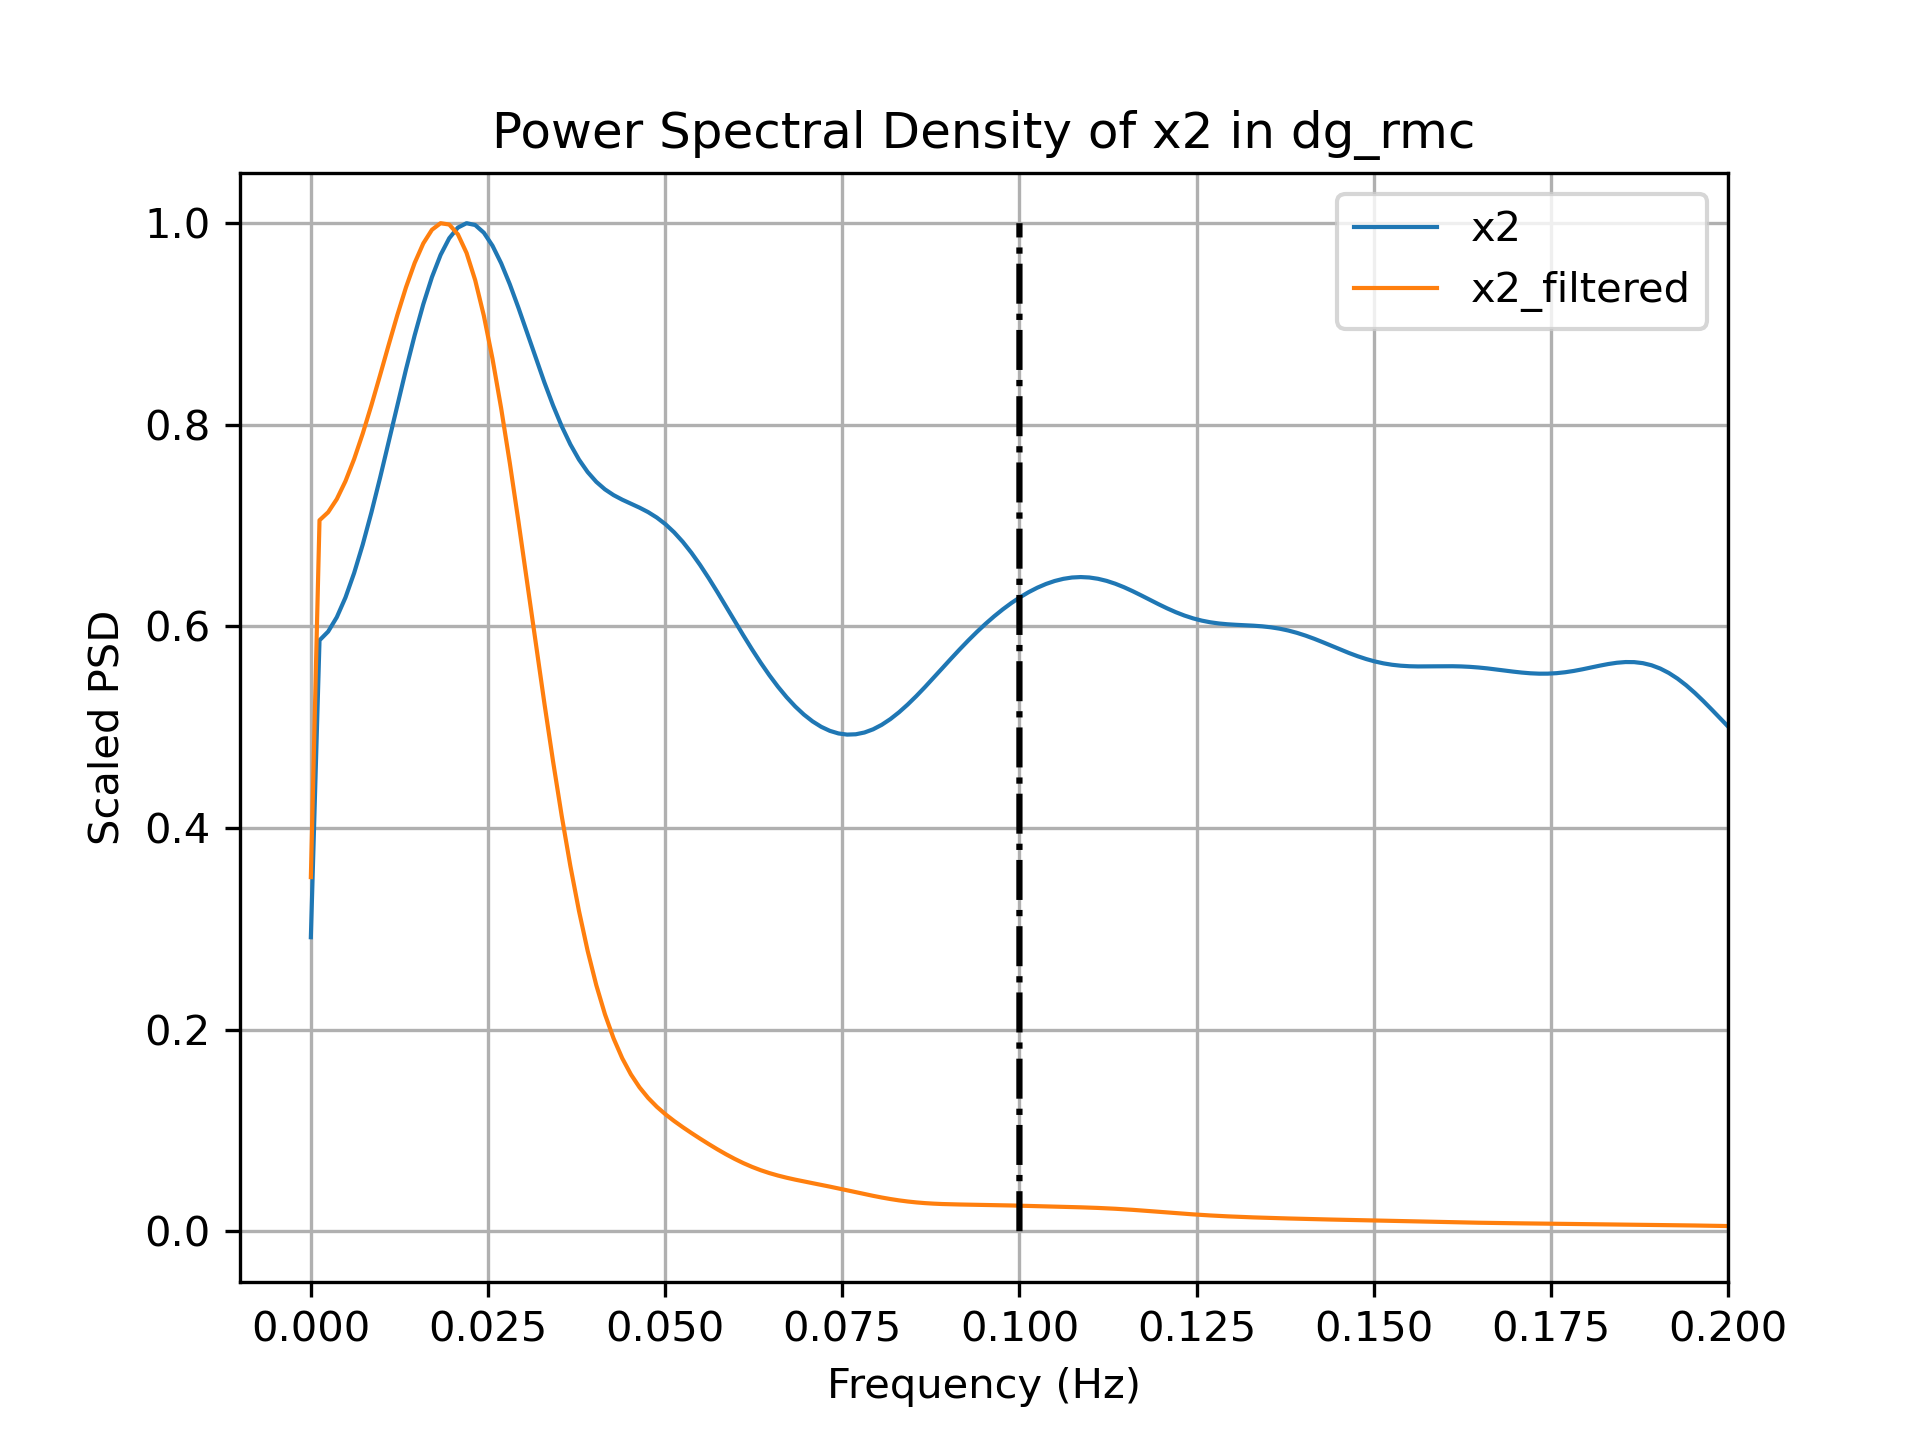 Power Spectral Density of x2 in dg_rmc
x2
x2_filtered
1.0
0.8
0.6
0.4
0.2
0.0
Scaled PSD
0.000 0.025 0.050 0.075 0.100 0.125 0.150 0.175 0.200
Frequency (Hz)